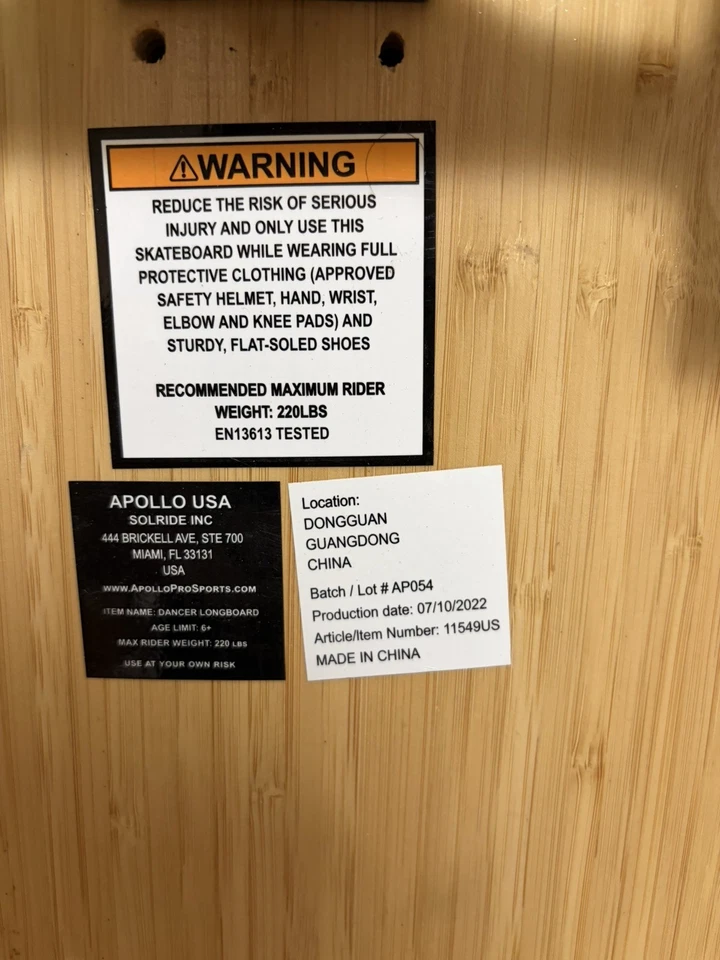 ⚠WARNING
REDUCE THE RISK OF SERIOUS
INJURY AND ONLY USE THIS
SKATEBOARD WHILE WEARING FULL
PROTECTIVE CLOTHING (APPROVED
SAFETY HELMET, HAND, WRIST,
ELBOW AND KNEE PADS) AND
STURDY, FLAT-SOLED SHOES
RECOMMENDED MAXIMUM RIDER
WEIGHT: 220LBS
EN13613 TESTED
APOLLO USA
SOLRIDE INC
444 BRICKELL AVE, STE 700
MIAMI, FL 33131
USA
WWW.APOLLOPROSPORTS.COM
ITEM NAME: DANCER LONGBOARD
AGE LIMIT: 6+
MAX RIDER WEIGHT: 220 LBS
USE AT YOUR OWN RISK
Location:
DONGGUAN
GUANGDONG
CHINA
Batch / Lot # AP054
Production date: 07/10/2022
Article/Item Number: 11549US
MADE IN CHINA